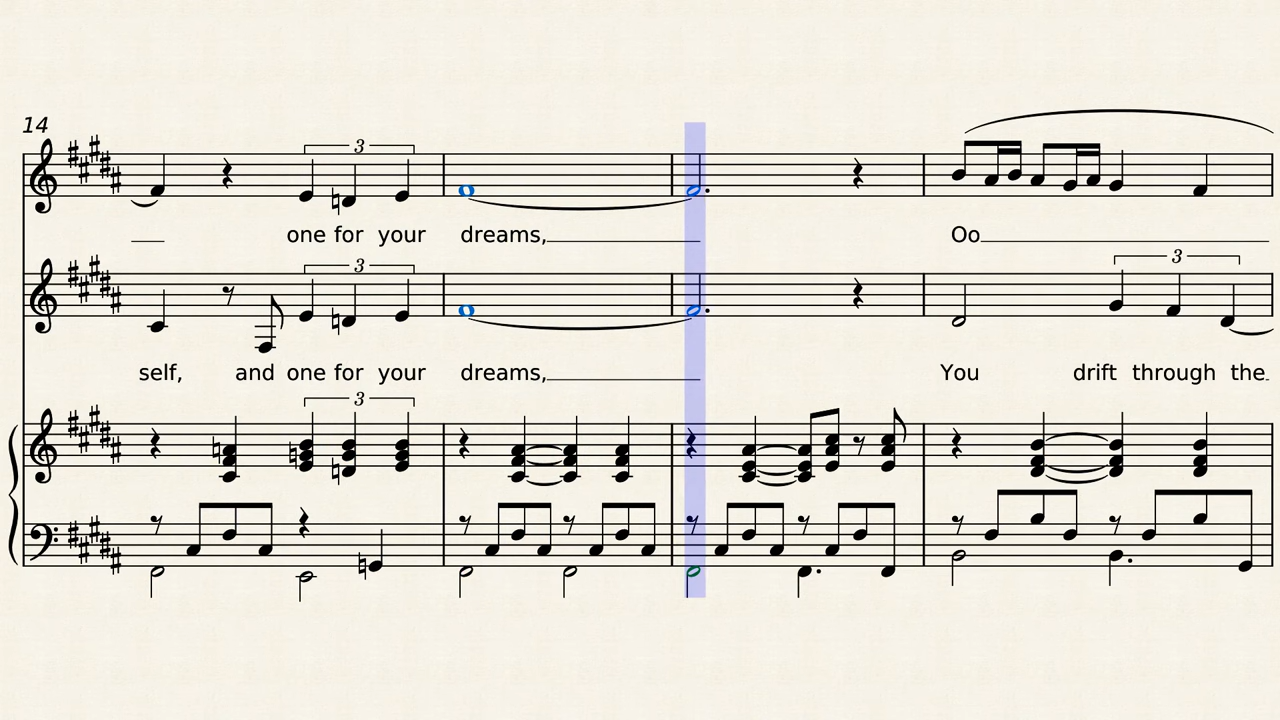 14
3
one for your dreams, Oo
3 3
self, and one for your dreams, You drift through the
3